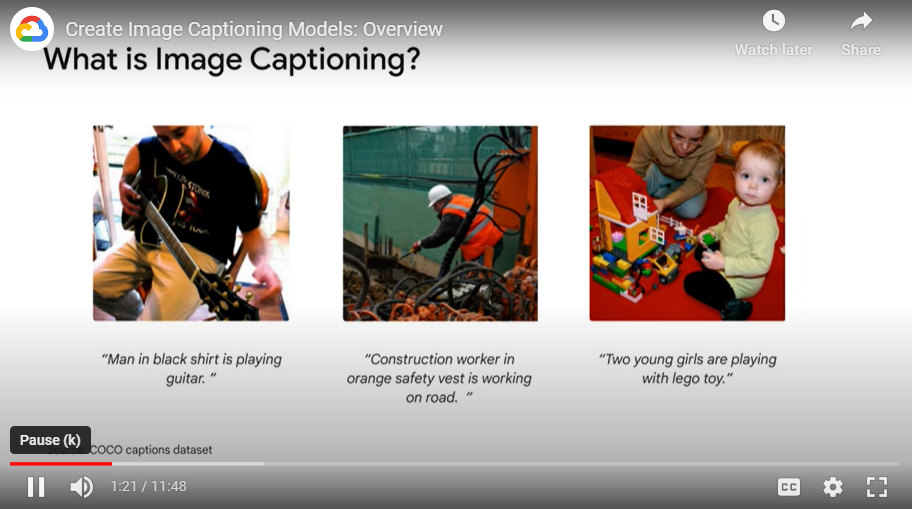 Create Image Captioning Models: Overview
Watch later
Share
What is Image Captioning?
“Man in black shirt is playing
guitar. ”
“Construction worker in
orange safety vest is working
on road. ”
“Two young girls are playing
with lego toy.”
Pause (k)
COCO captions dataset
1:21 / 11:48
CC